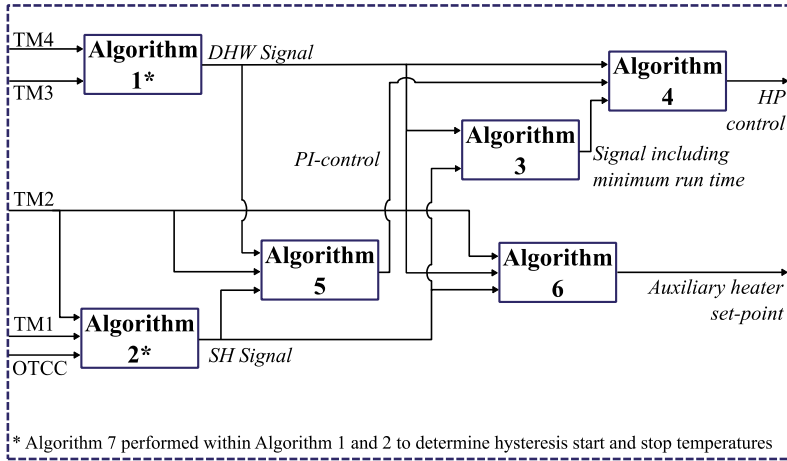 TM4
Algorithm
1*
DHW Signal
TM3
Algorithm
4
HP
control
Algorithm
3
PI-control
Signal including
minimum run time
TM2
Algorithm
5
Algorithm
6
Auxiliary heater
set-point
TM1
Algorithm
2*
SH Signal
OTCC
* Algorithm 7 performed within Algorithm 1 and 2 to determine hysteresis start and stop temperatures